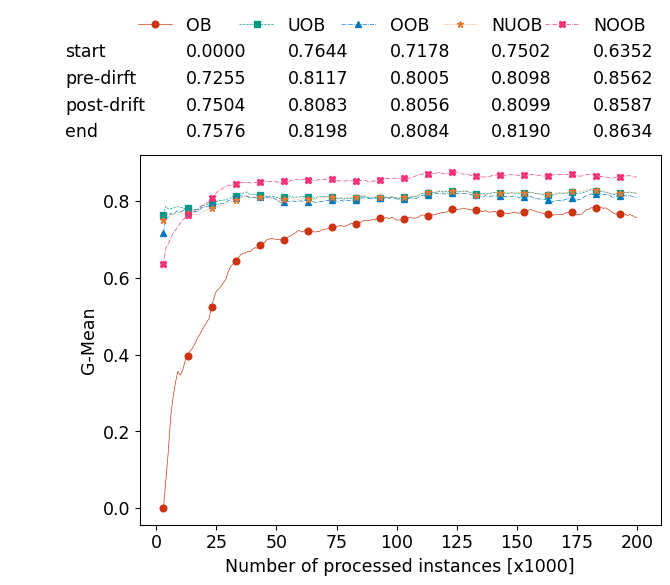 OB UOB OOB NUOB NOOB
start 0.0000 0.7644 0.7178 0.7502 0.6352
pre-dirft 0.7255 0.8117 0.8005 0.8098 0.8562
post-drift 0.7504 0.8083 0.8056 0.8099 0.8587
end 0.7576 0.8198 0.8084 0.8190 0.8634
0.8
0.6
0.4
0.2
0.0
G-Mean
0 25 50 75 100 125 150 175 200
Number of processed instances [x1000]